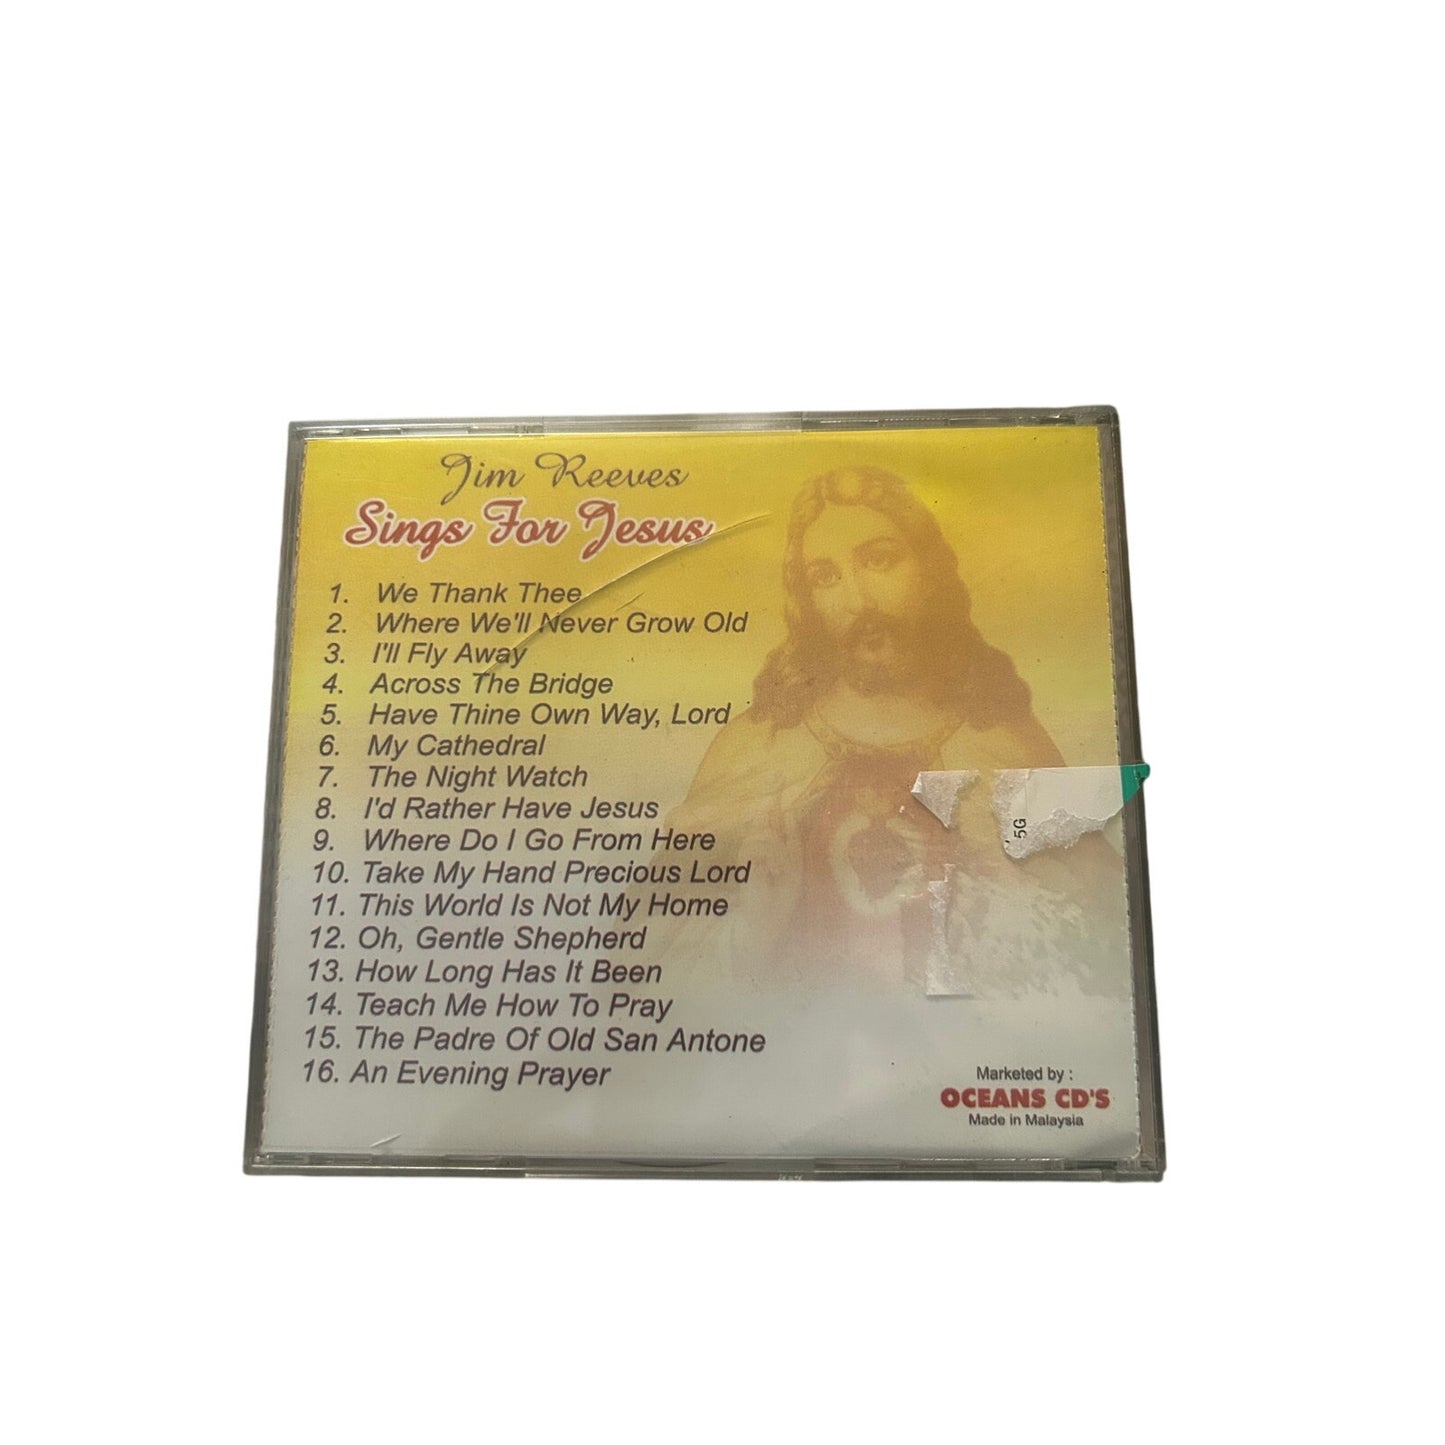 Jim Reeves
Sings For Jesus
1. We Thank Thee
2. Where We'll Never Grow Old
3. I'll Fly Away
4. Across The Bridge
5. Have Thine Own Way, Lord
6. My Cathedral
7. The Night Watch
8. I'd Rather Have Jesus
9. Where Do I Go From Here
10. Take My Hand Precious Lord
11. This World Is Not My Home
12. Oh, Gentle Shepherd
13. How Long Has It Been
14. Teach Me How To Pray
15. The Padre Of Old San Antone
16. An Evening Prayer
5G
Marketed by :
OCEANS CD'S
Made in Malaysia